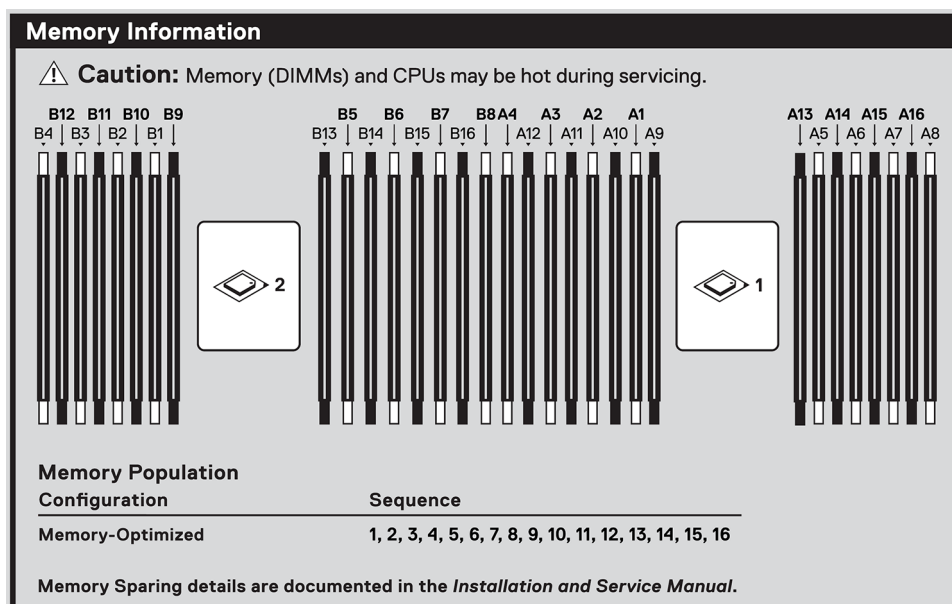 Memory Information
Caution: Memory (DIMMs) and CPUs may be hot during servicing.
B12 B11 B10 B9 B5 B6 B7 B8 A4 A3 A2 A1 A13 A14 A15 A16
B4 B3 B2 B1 B13 B14 B15 B16 A12 A11 A10 A9 A5 A6 A7 A8
2 1
Memory Population
Configuration Sequence
Memory-Optimized 1, 2, 3, 4, 5, 6, 7, 8, 9, 10, 11, 12, 13, 14, 15, 16
Memory Sparing details are documented in the Installation and Service Manual.